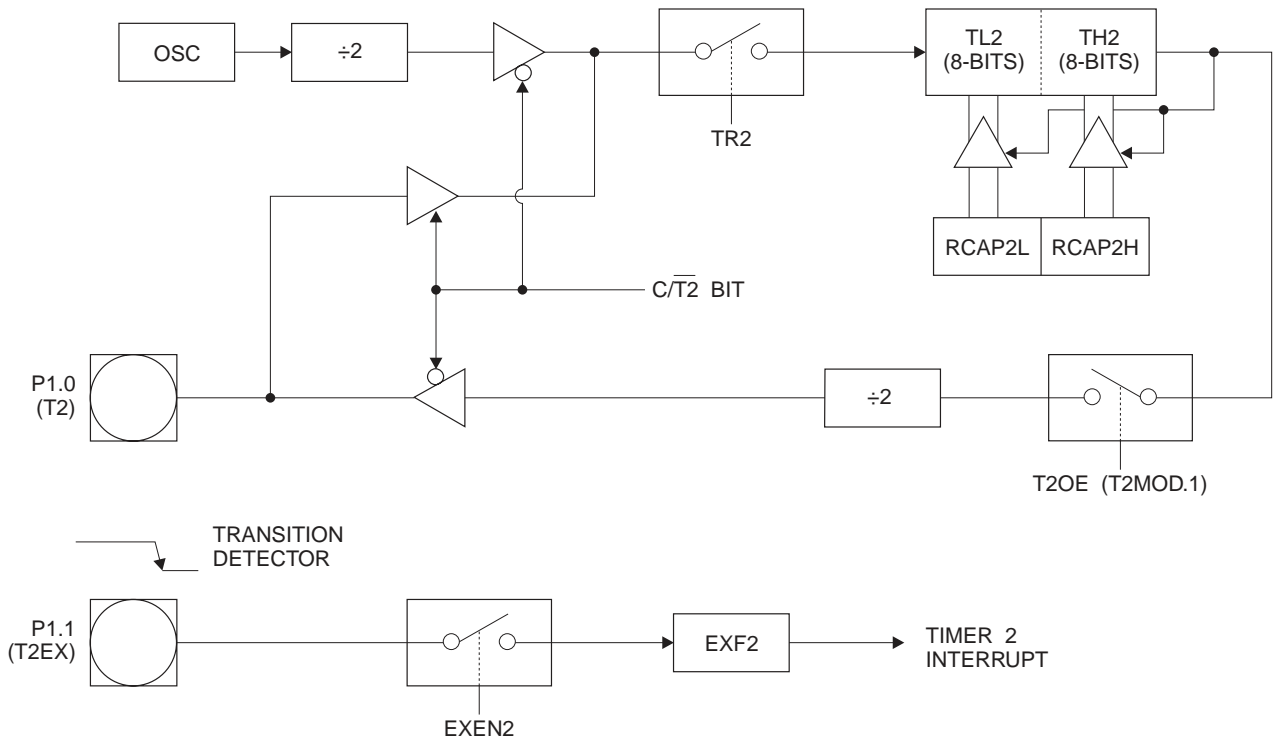 OSC
÷2
TR2
TL2
(8-BITS)
TH2
(8-BITS)
RCAP2L
RCAP2H
C/T̅2̅ BIT
P1.0
(T2)
÷2
T2OE (T2MOD.1)
TRANSITION
DETECTOR
P1.1
(T2EX)
EXEN2
EXF2
TIMER 2
INTERRUPT